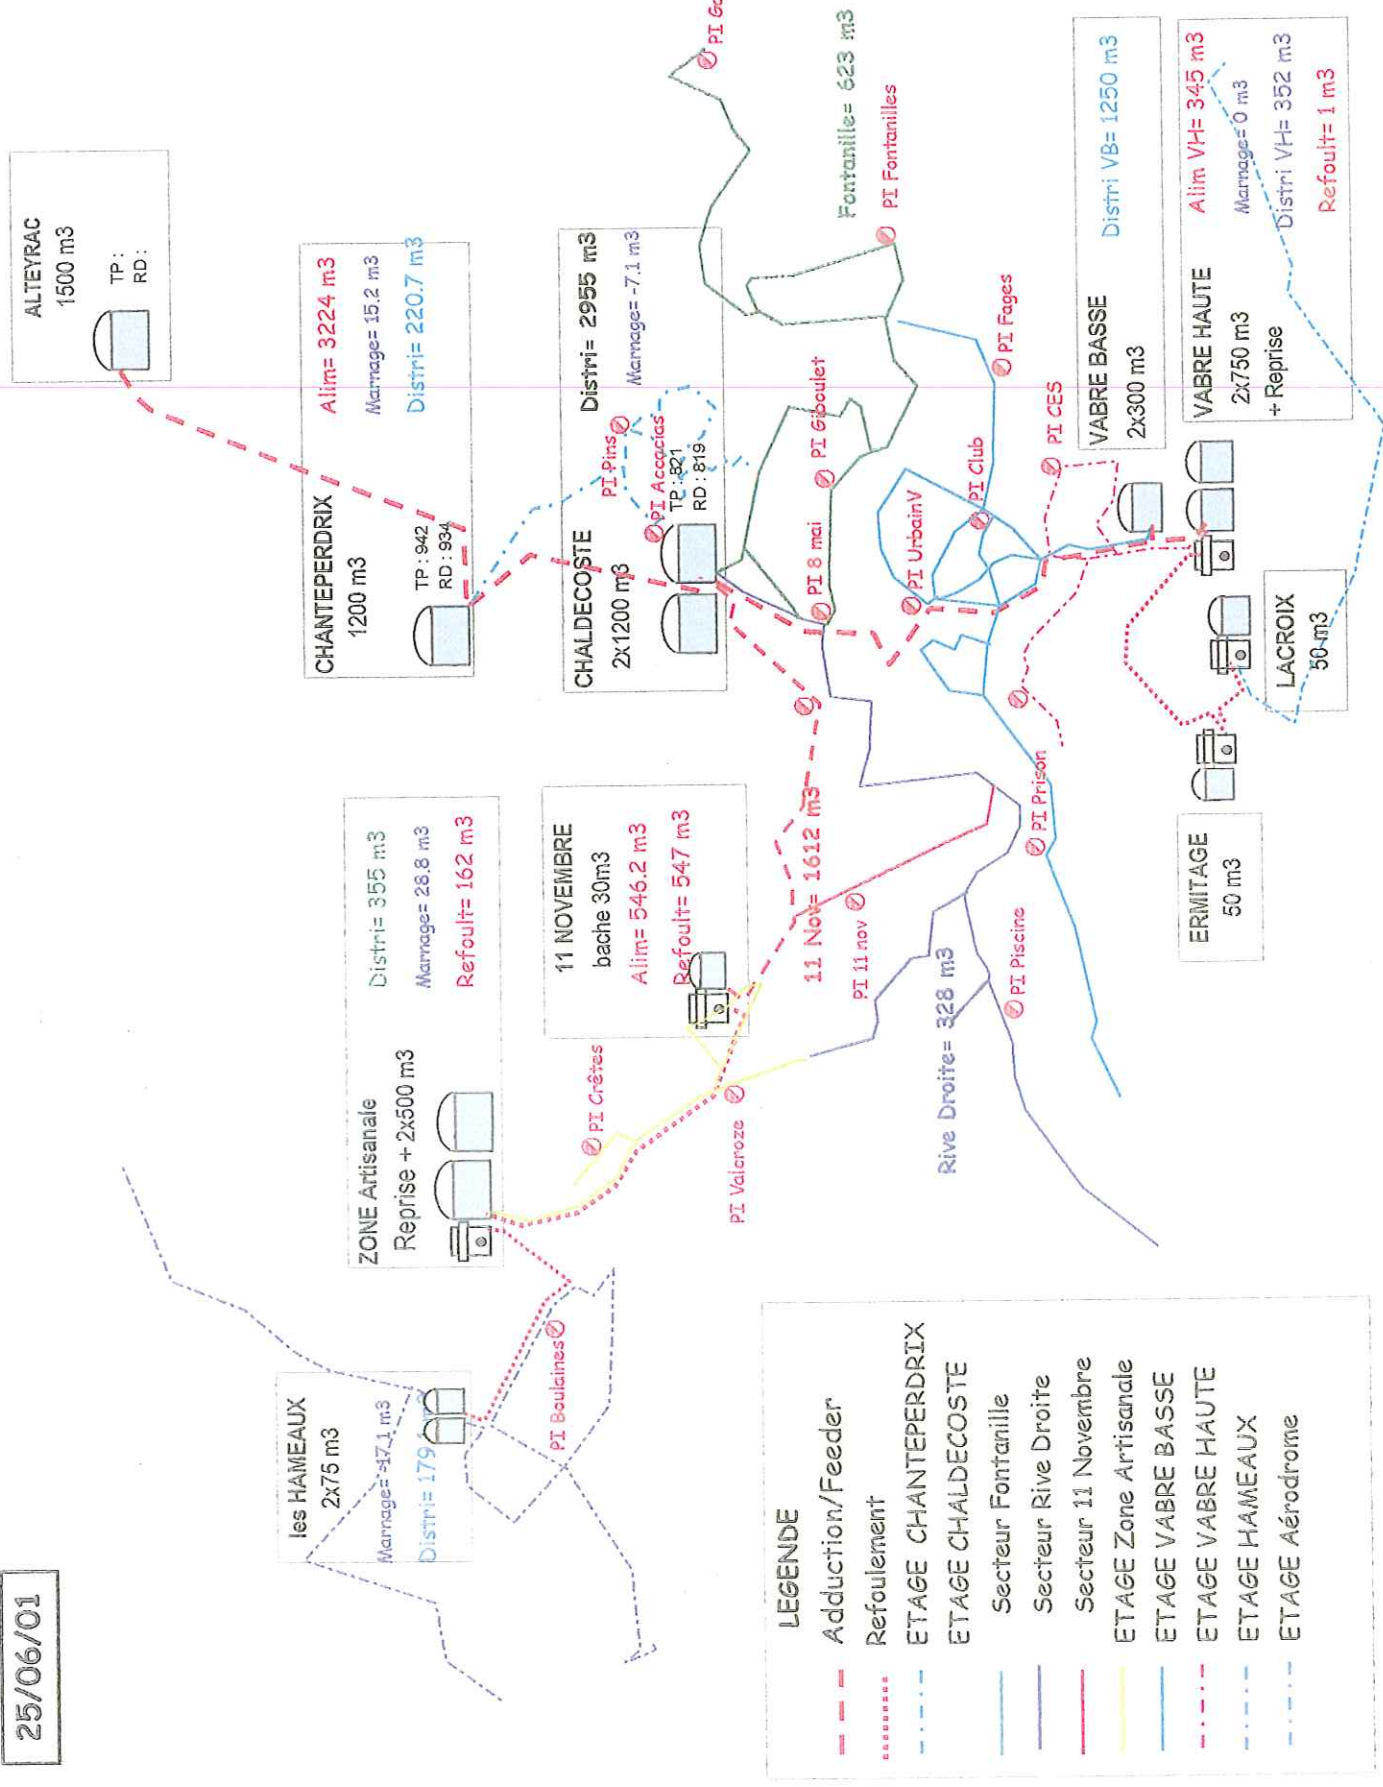 25/06/01
ALTEYRAC
1500 m3
TP :
RD :
CHANTEPERDRIX
1200 m3
TP : 942
RD : 934
Alim= 3224 m3
Marnage= 15.2 m3
Distri= 220.7 m3
CHALDECOSTE
2x1200 m3
TP : 821
RD : 819
Distri= 2955 m3
Marnage= -7.1 m3
PI Pins
PI Accacias
ZONE Artisanale
Reprise + 2x500 m3
Distri= 355 m3
Marnage= 28.8 m3
Refoult= 162 m3
11 NOVEMBRE
bache 30m3
Alim= 546.2 m3
Refoult= 547 m3
les HAMEAUX
2x75 m3
Marnage= -17.1 m3
Distri= 179
PI Boulaines
PI Crêtes
PI Valcroze
11 Nov= 1612 m3
PI 11 nov
Rive Droite= 328 m3
PI Piscine
PI Prison
PI 8 mai
PI Giboulet
PI UrbainV
PI Club
PI CES
PI Fages
Fontanille= 623 m3
PI Fontanilles
VABRE BASSE
2x300 m3
Distri VB= 1250 m3
VABRE HAUTE
2x750 m3
+ Reprise
Alim VH= 345 m3
Marnage= 0 m3
Distri VH= 352 m3
Refoult= 1 m3
LACROIX
50 m3
ERMITAGE
50 m3
LEGENDE
Adduction/Feeder
Refoulement
ETAGE CHANTEPERDRIX
ETAGE CHALDECOSTE
Secteur Fontanille
Secteur Rive Droite
Secteur 11 Novembre
ETAGE Zone Artisanale
ETAGE VABRE BASSE
ETAGE VABRE HAUTE
ETAGE HAMEAUX
ETAGE Aérodrome